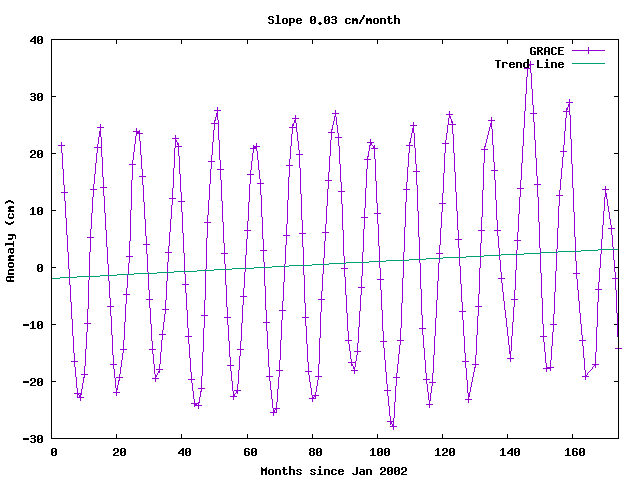 Slope 0.03 cm/month
GRACE
Trend Line
40
30
20
10
0
-10
-20
-30
Anomaly (cm)
0 20 40 60 80 100 120 140 160
Months since Jan 2002